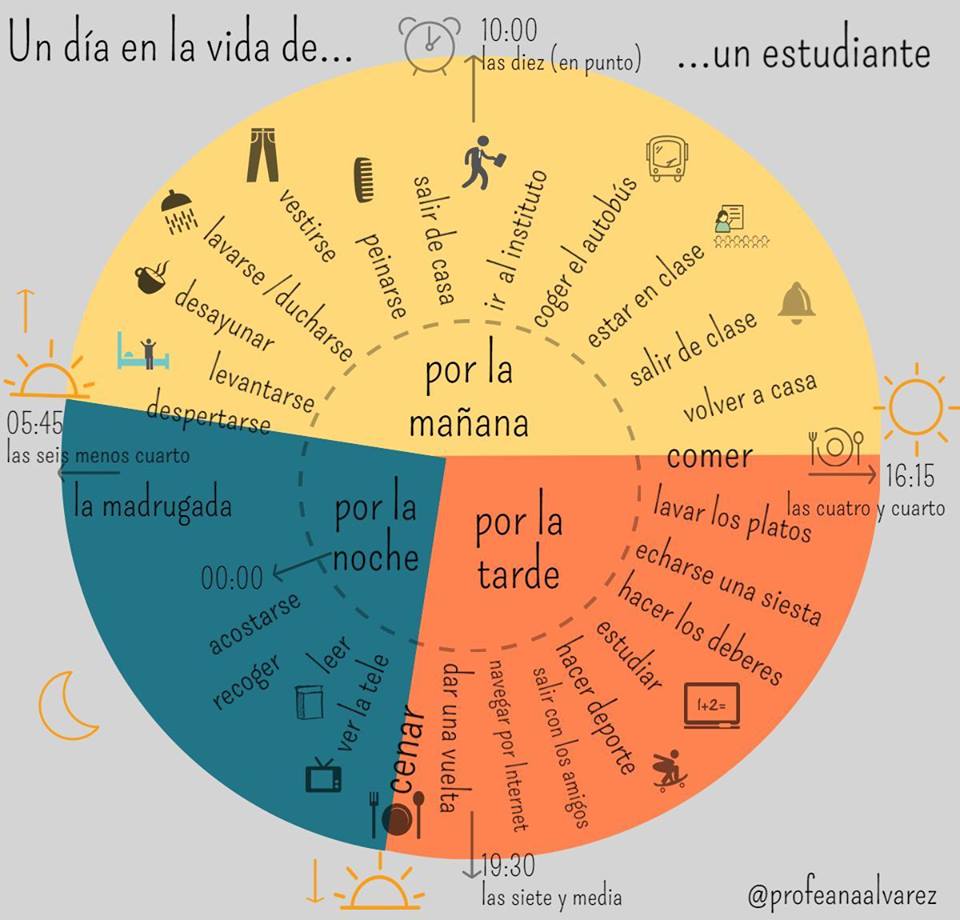 Un día en la vida de...
...un estudiante
10:00
las diez (en punto)
por la
mañana
despertarse
levantarse
desayunar
lavarse /ducharse
vestirse
peinarse
salir de casa
ir al instituto
coger el autobús
estar en clase
salir de clase
volver a casa
comer
16:15
las cuatro y cuarto
por la
tarde
lavar los platos
echarse una siesta
hacer los deberes
estudiar
1+2=
hacer deporte
salir con los amigos
navegar por Internet
dar una vuelta
19:30
las siete y media
cenar
por la
noche
ver la tele
leer
recoger
acostarse
00:00
la madrugada
05:45
las seis menos cuarto
@profeanaalvarez